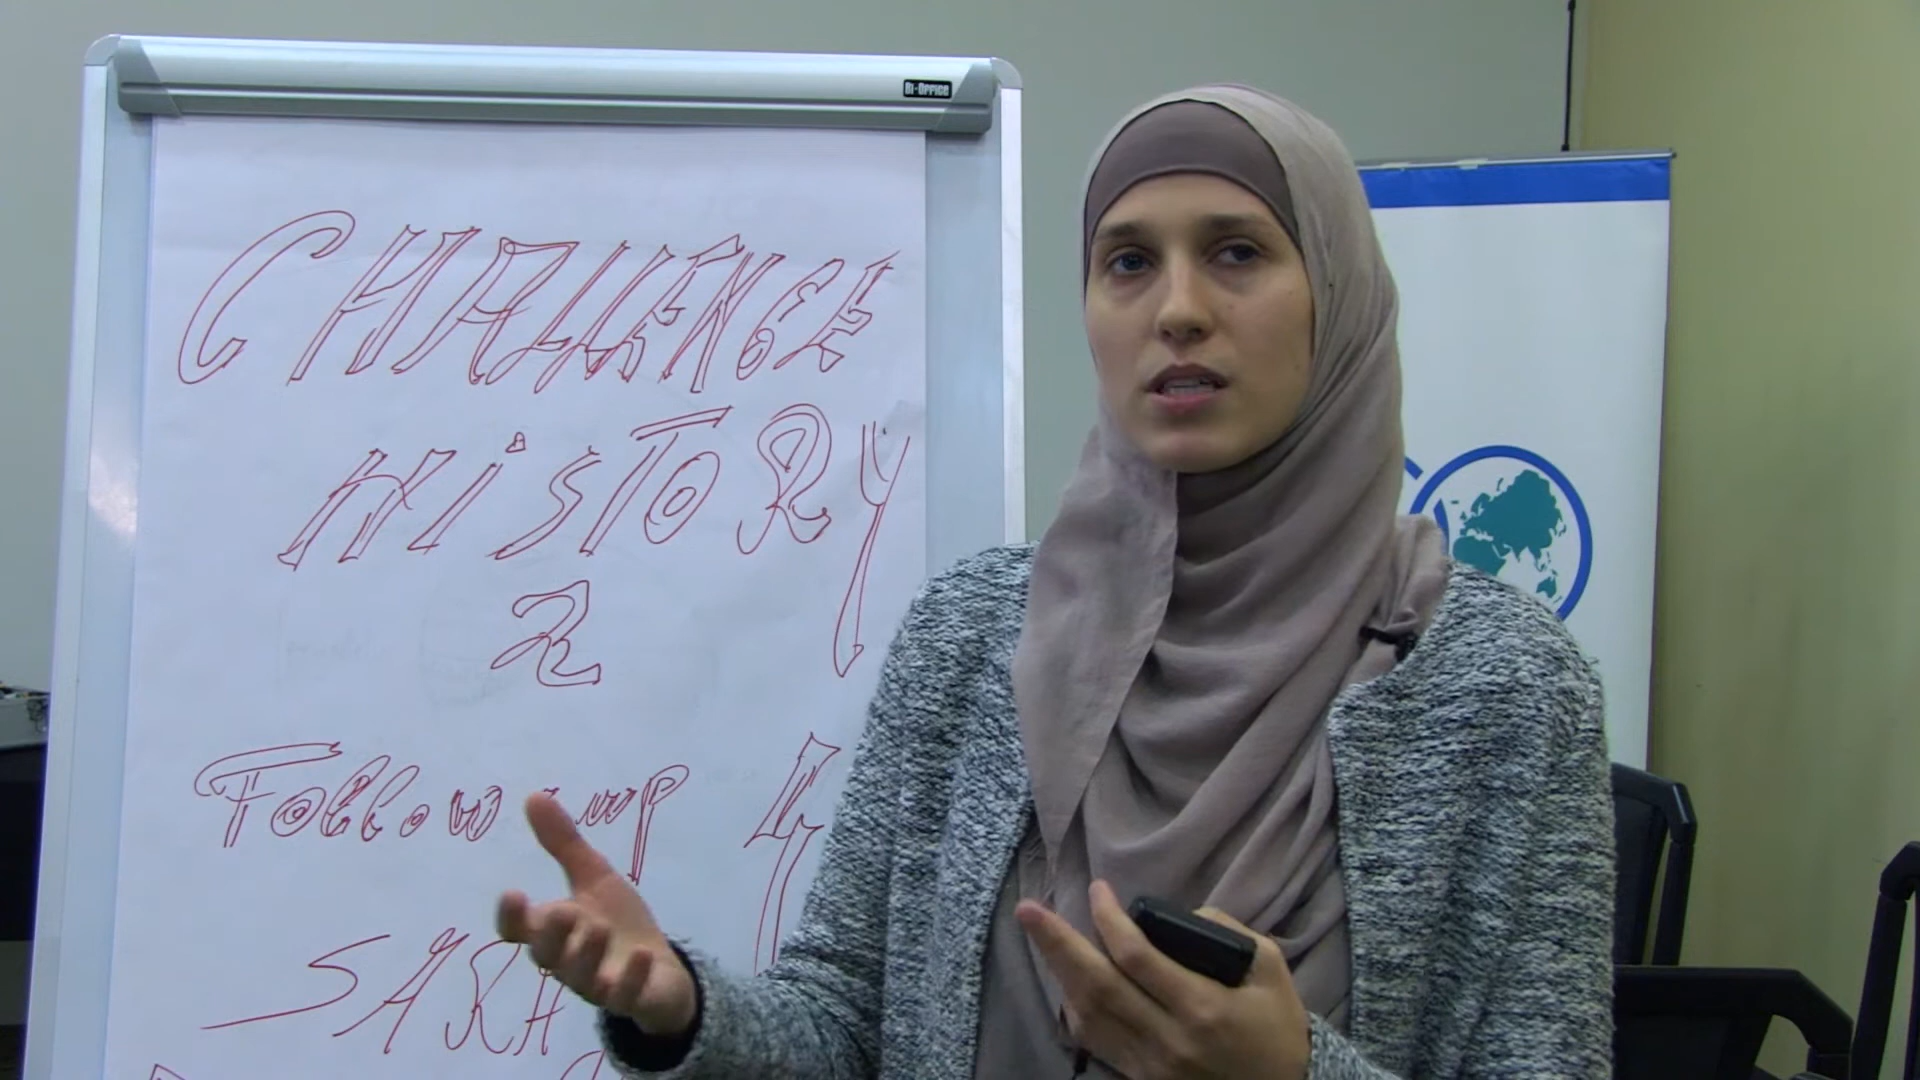 Bi-Office
CHALLENGE
HiSTORY
2
Follow up 4
SARA